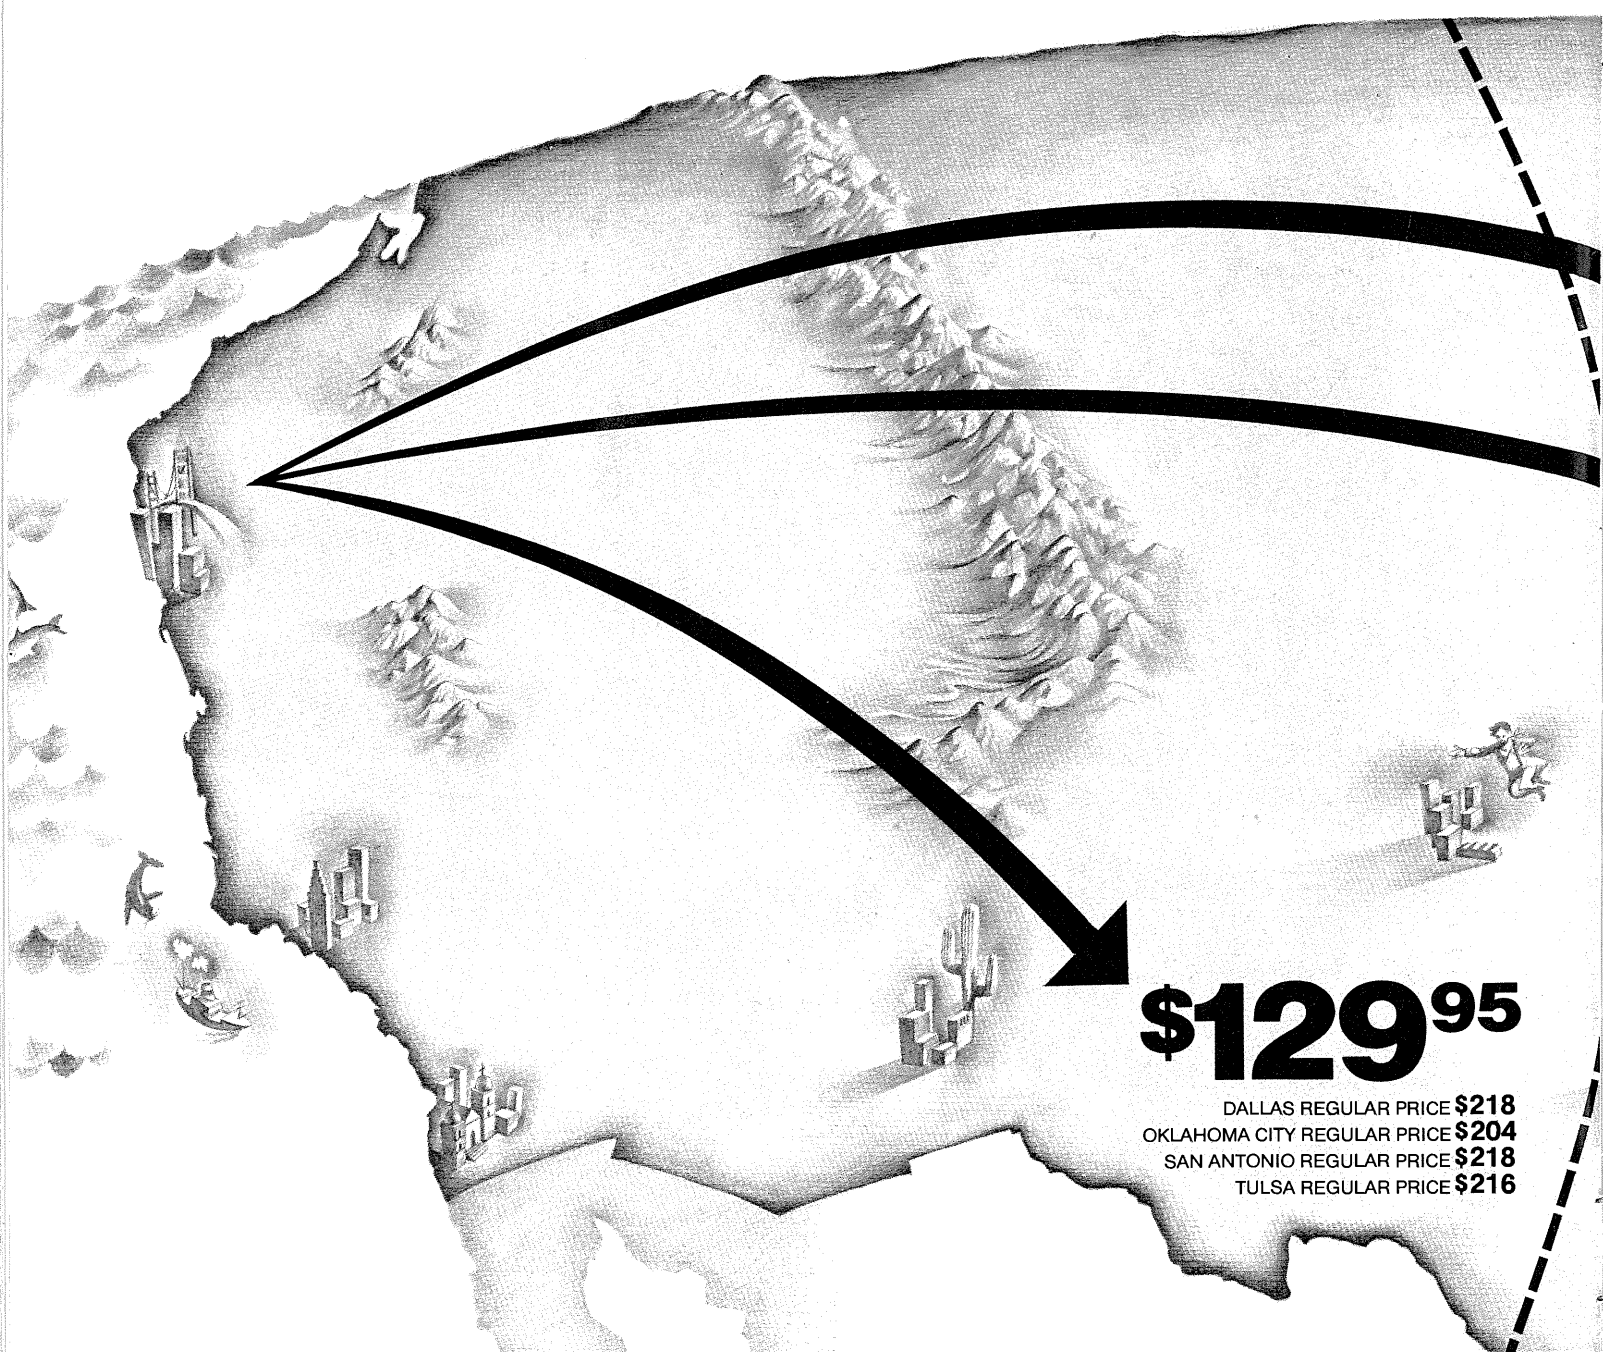 $129 95
DALLAS REGULAR PRICE $218
OKLAHOMA CITY REGULAR PRICE $204
SAN ANTONIO REGULAR PRICE $218
TULSA REGULAR PRICE $216